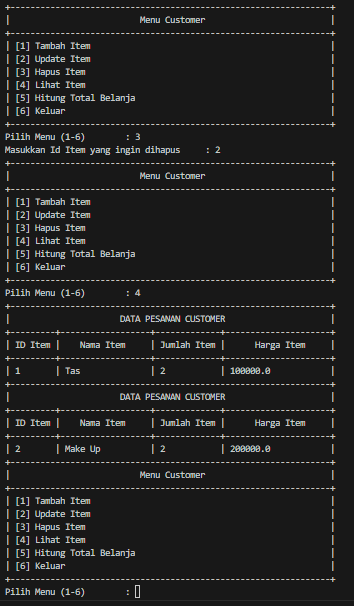 Menu Customer
[1] Tambah Item
[2] Update Item
[3] Hapus Item
[4] Lihat Item
[5] Hitung Total Belanja
[6] Keluar
Pilih Menu (1-6) : 3
Masukkan Id Item yang ingin dihapus : 2
Menu Customer
[1] Tambah Item
[2] Update Item
[3] Hapus Item
[4] Lihat Item
[5] Hitung Total Belanja
[6] Keluar
Pilih Menu (1-6) : 4
DATA PESANAN CUSTOMER
| ID Item | Nama Item | Jumlah Item | Harga Item |
| 1 | Tas | 2 | 100000.0 |
DATA PESANAN CUSTOMER
| ID Item | Nama Item | Jumlah Item | Harga Item |
| 2 | Make Up | 2 | 200000.0 |
Menu Customer
[1] Tambah Item
[2] Update Item
[3] Hapus Item
[4] Lihat Item
[5] Hitung Total Belanja
[6] Keluar
Pilih Menu (1-6) :